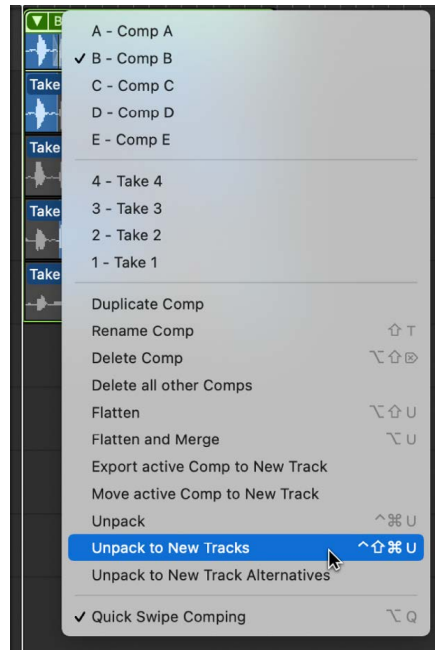 B
A - Comp A
✓ B - Comp B
C - Comp C
D - Comp D
E - Comp E
Take
Take
4 - Take 4
3 - Take 3
Take
2 - Take 2
1 - Take 1
Take
Duplicate Comp
Rename Comp ⇧ T
Delete Comp ⌥ ⇧ ⌦
Delete all other Comps
Flatten ⌥ ⇧ U
Flatten and Merge ⌥ U
Export active Comp to New Track
Move active Comp to New Track
Unpack ^ ⌘ U
Unpack to New Tracks ^ ⇧ ⌘ U
Unpack to New Track Alternatives
✓ Quick Swipe Comping ⌥ Q